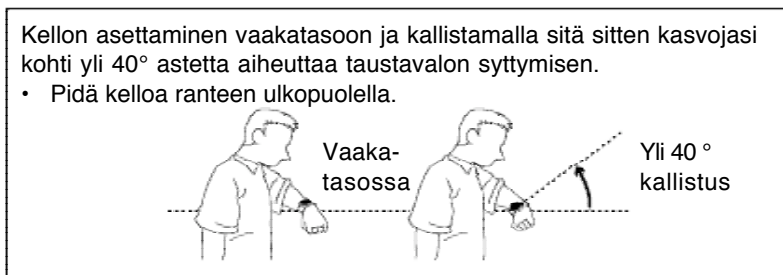 Kellon asettaminen vaakatasoon ja kallistamalla sitä sitten kasvojasi
kohti yli 40° astetta aiheuttaa taustavalon syttymisen.
• Pidä kelloa ranteen ulkopuolella.
Vaaka-
tasossa
Yli 40 °
kallistus